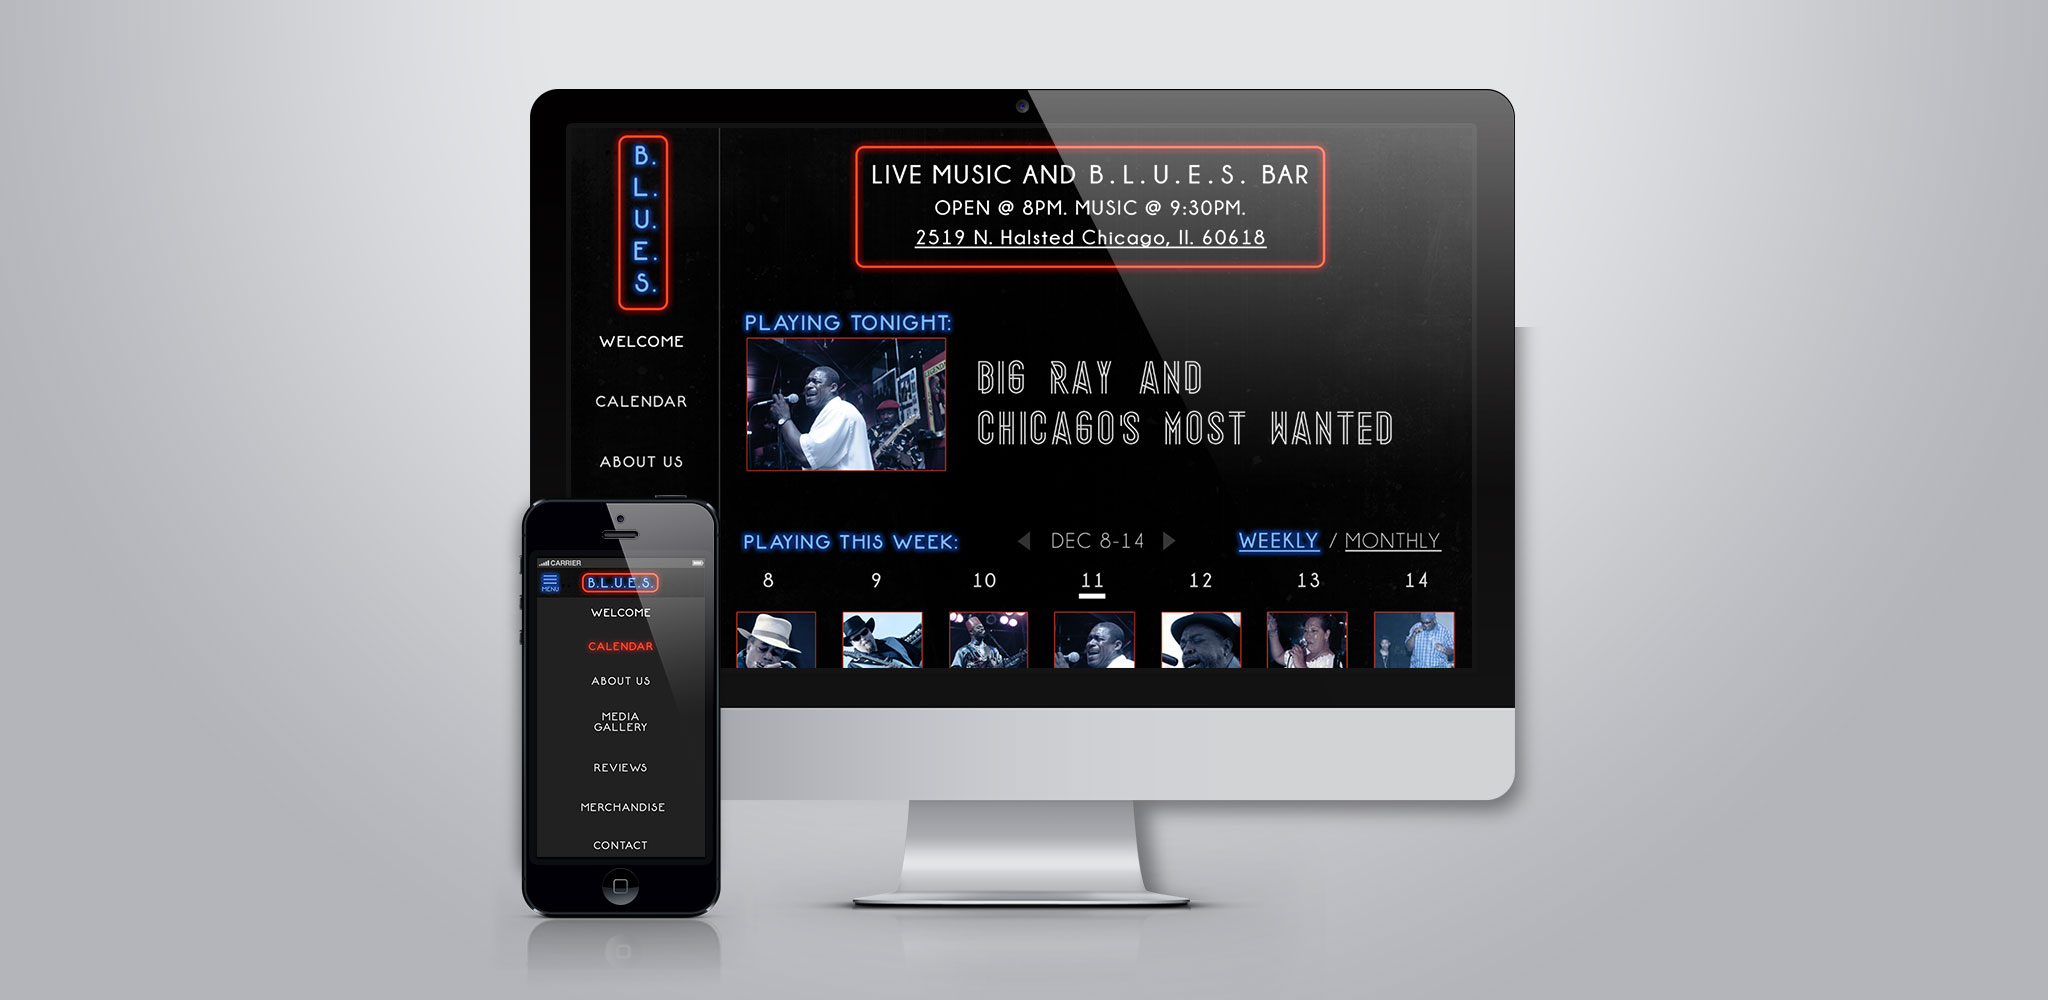 B.
L.
U.
E.
S.
WELCOME
CALENDAR
ABOUT US
LIVE MUSIC AND B.L.U.E.S. BAR
OPEN @ 8PM. MUSIC @ 9:30PM.
2519 N. Halsted Chicago, Il. 60618
PLAYING TONIGHT:
BIG RAY AND
CHICAGO'S MOST WANTED
PLAYING THIS WEEK:
DEC 8-14
WEEKLY / MONTHLY
8 9 10 11 12 13 14
CARRIER
MENU
B.L.U.E.S.
WELCOME
CALENDAR
ABOUT US
MEDIA
GALLERY
REVIEWS
MERCHANDISE
CONTACT